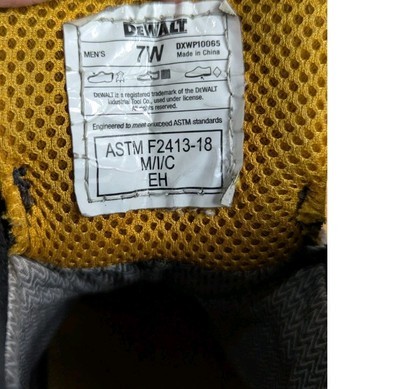 DEWALT
MEN'S 7W DXWP10065
Made in China
DEWALT is a registered trademark of the DEWALT
Industrial Tool Co., used under license.
All rights reserved.
Engineered to meet or exceed ASTM standards
ASTM F2413-18
M/I/C
EH